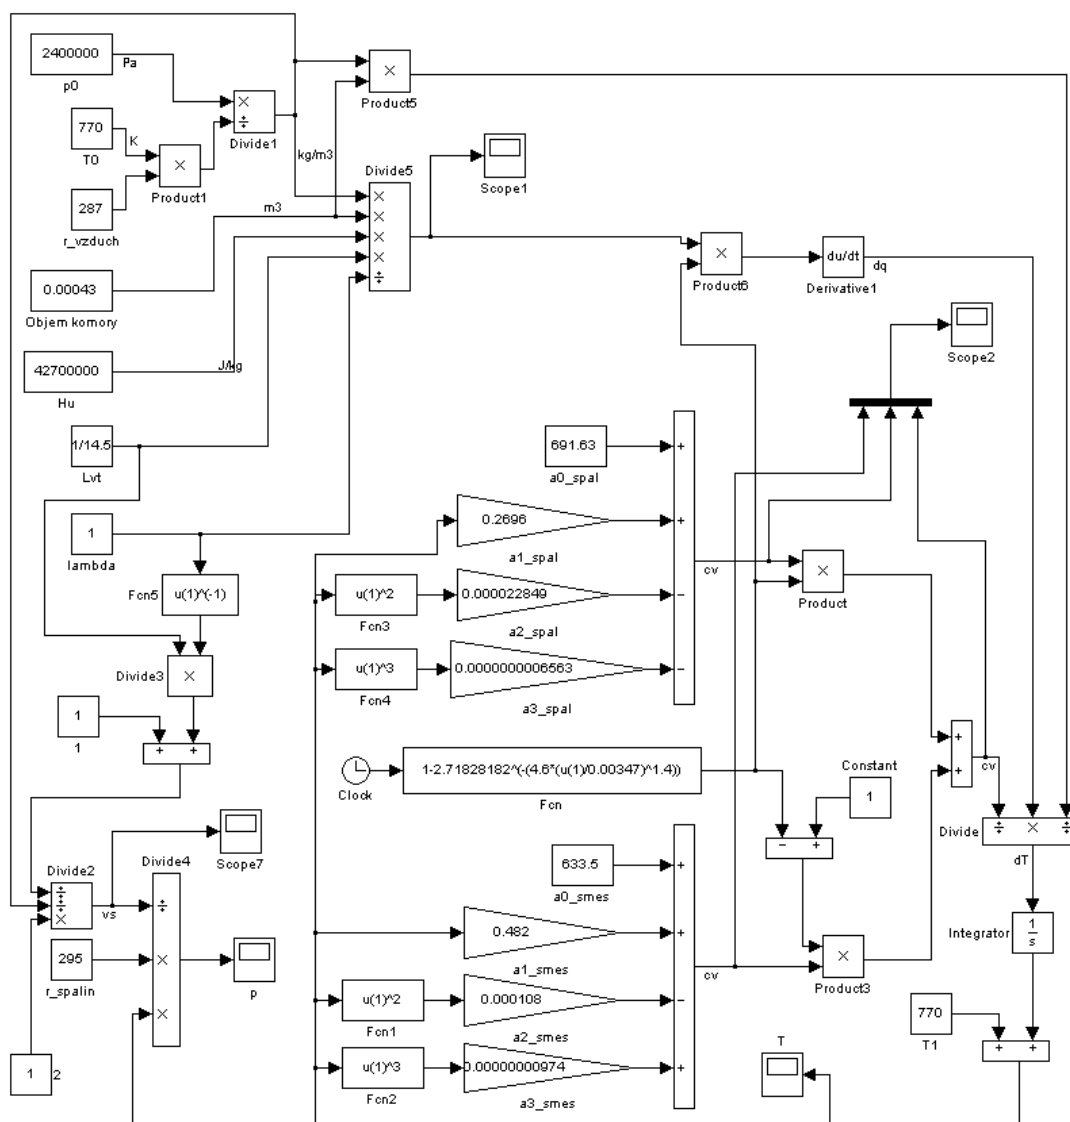 2400000
Pa
p0
×
Product5
770
K
T0
×
÷
Divide1
×
Product1
287
r_vzduch
kg/m3
m3
Divide5
×
×
×
×
÷
Scope1
×
Product6
du/dt
dq
Derivative1
0.00043
Objem komory
Scope2
42700000
J/kg
Hu
1/14.5
Lvt
691.63
+
a0_spal
1
lambda
0.2696
+
a1_spal
cv
×
Product
Fcn5
u(1)^(-1)
u(1)^2
Fcn3
0.000022849
−
a2_spal
u(1)^3
Fcn4
0.0000000006563
−
a3_spal
Divide3
×
1
1
+ +
Clock
1-2.71828182^(-(4.6*(u(1)/0.00347)^1.4))
Fcn
Constant
1
− +
+
+
cv
Divide
÷ × ÷
dT
Scope7
Divide2
÷
÷
×
vs
Divide4
÷
×
×
295
r_spalin
p
1
2
633.5
+
a0_smes
0.482
+
a1_smes
cv
×
Product3
u(1)^2
Fcn1
0.000108
−
a2_smes
u(1)^3
Fcn2
0.00000000974
+
a3_smes
Integrator
1
s
770
T1
+ +
T